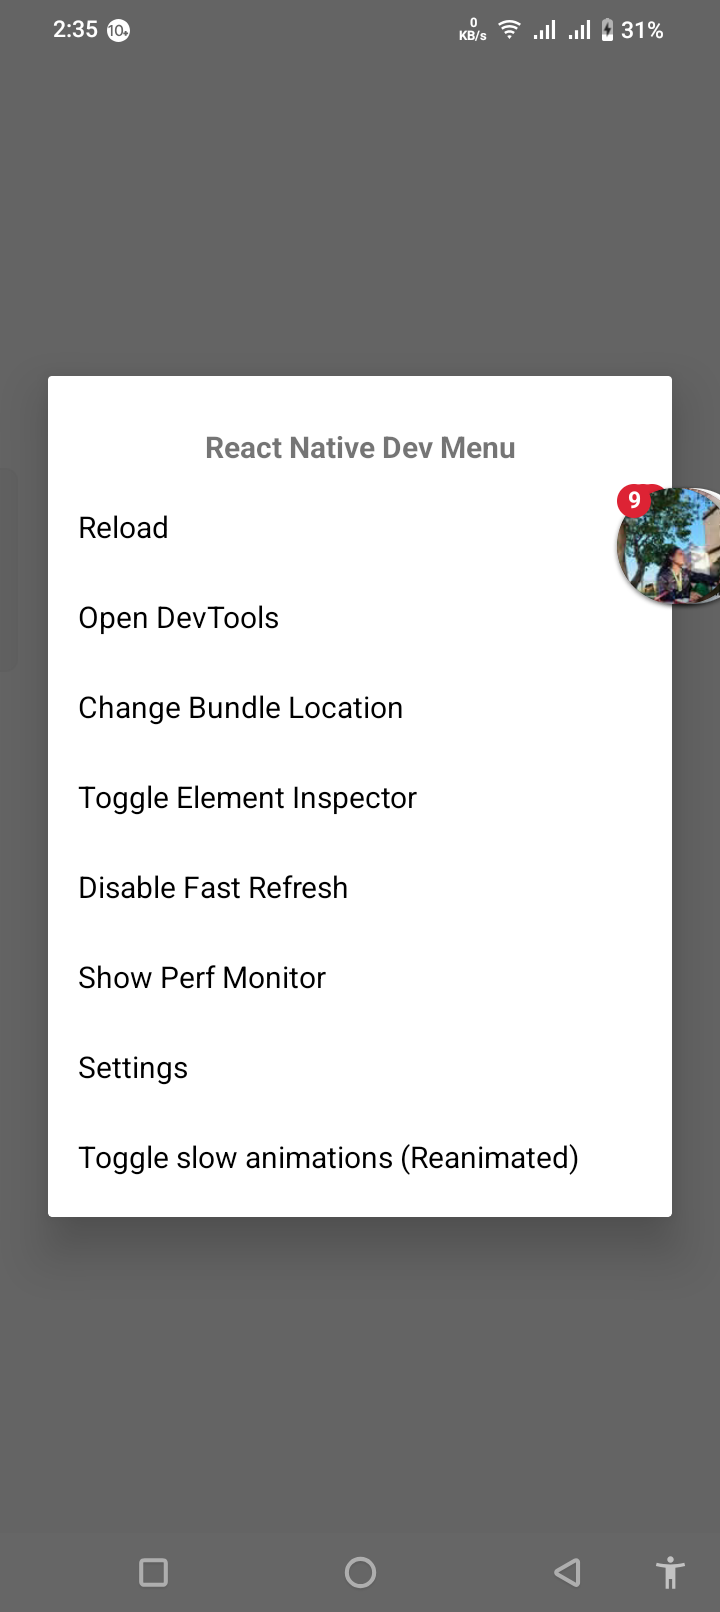 2:35 10+ 0 KB/s 31%
React Native Dev Menu
Reload
9
Open DevTools
Change Bundle Location
Toggle Element Inspector
Disable Fast Refresh
Show Perf Monitor
Settings
Toggle slow animations (Reanimated)